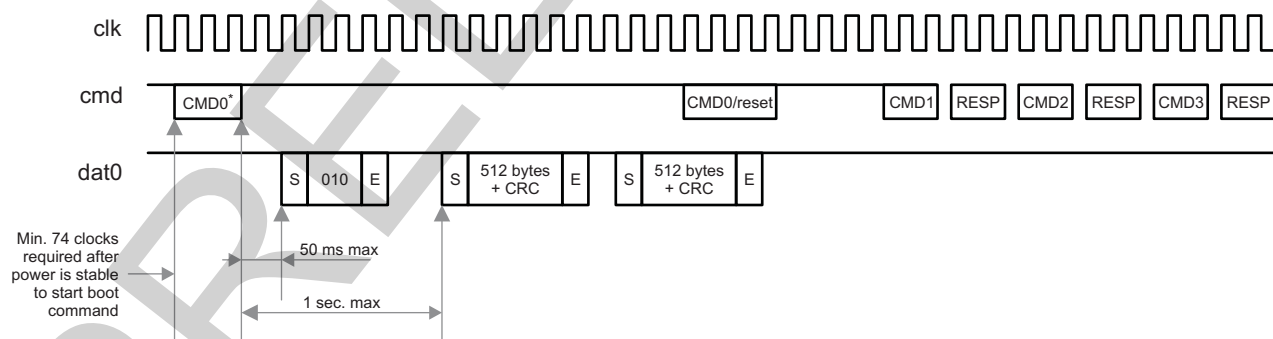 clk
cmd
CMD0*
CMD0/reset
CMD1
RESP
CMD2
RESP
CMD3
RESP
dat0
S
010
E
S
512 bytes
+ CRC
E
S
512 bytes
+ CRC
E
Min. 74 clocks
required after
power is stable
to start boot
command
50 ms max
1 sec. max